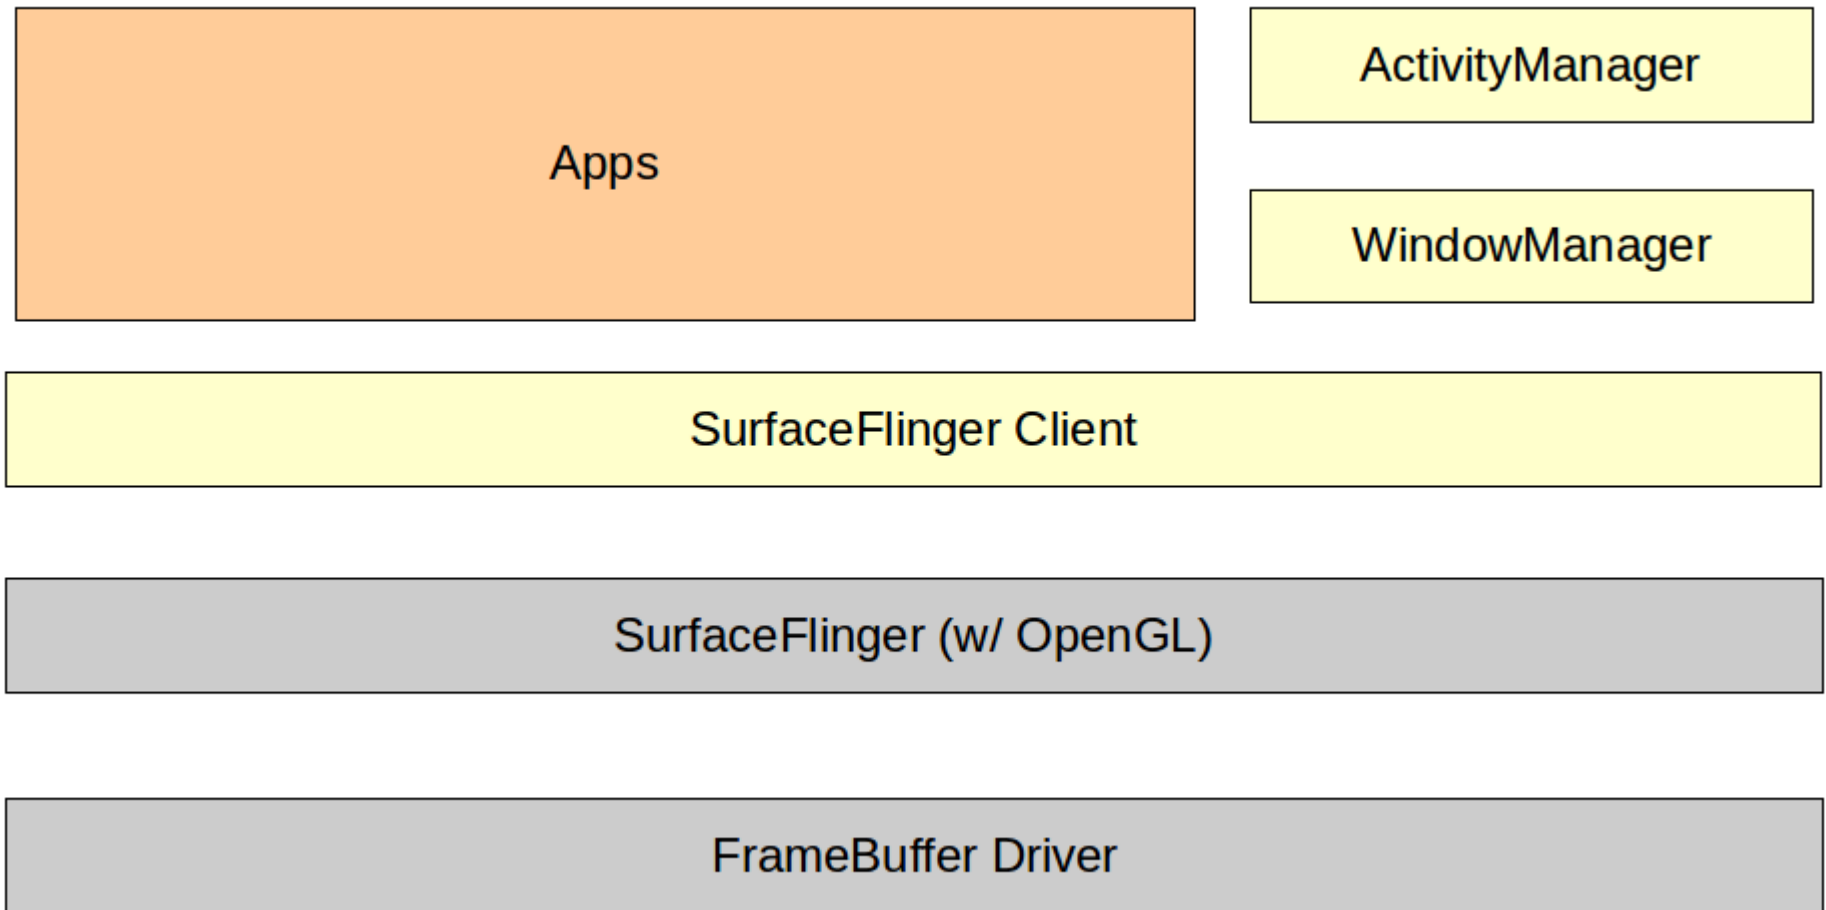 Apps
ActivityManager
WindowManager
SurfaceFlinger Client
SurfaceFlinger (w/ OpenGL)
FrameBuffer Driver